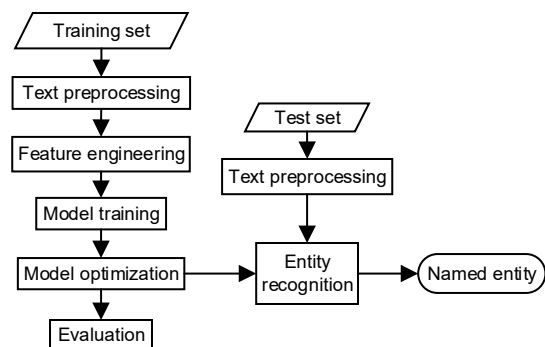 Training set
Text preprocessing
Feature engineering
Model training
Model optimization
Evaluation
Test set
Text preprocessing
Entity
recognition
Named entity